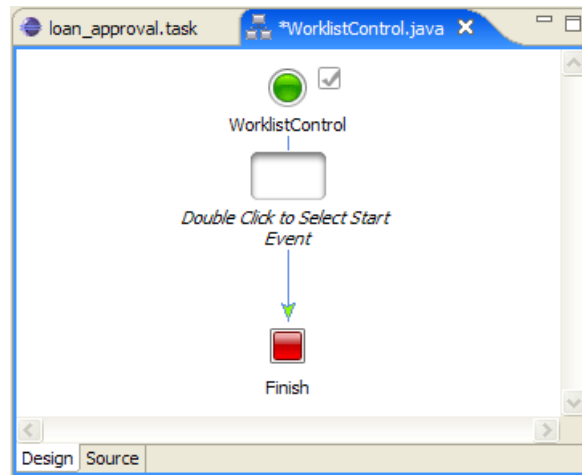 loan_approval.task
*WorklistControl.java
WorklistControl
Double Click to Select Start
Event
Finish
Design
Source